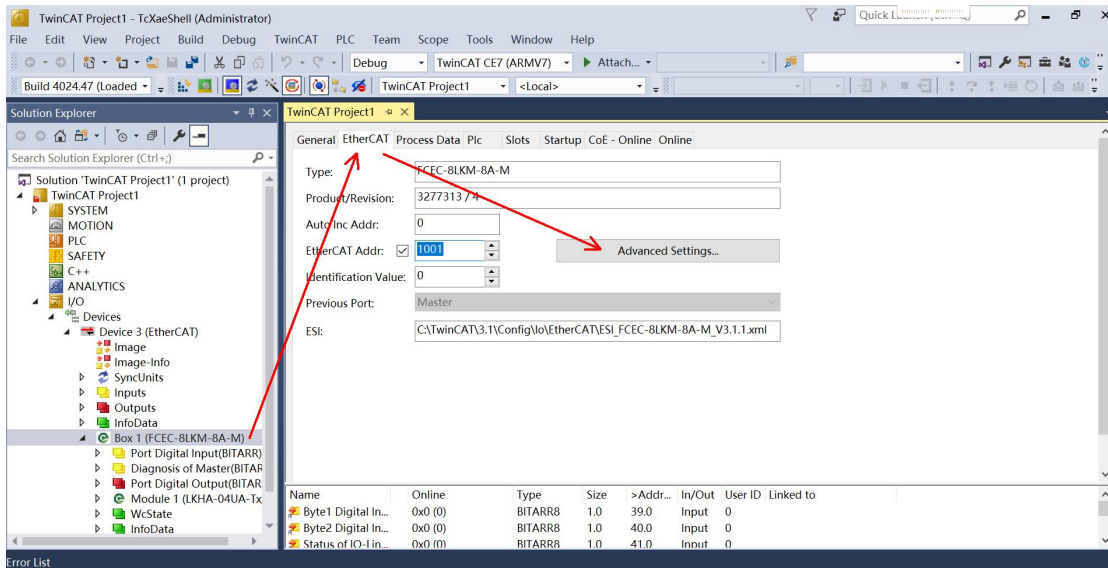 TwinCAT Project1 - TcXaeShell (Administrator)
File Edit View Project Build Debug TwinCAT PLC Team Scope Tools Window Help
Debug TwinCAT CE7 (ARMV7) Attach...
Build 4024.47 (Loaded TwinCAT Project1 <Local>
Solution Explorer
Search Solution Explorer (Ctrl+;)
Solution 'TwinCAT Project1' (1 project)
TwinCAT Project1
SYSTEM
MOTION
PLC
SAFETY
C++
ANALYTICS
I/O
Devices
Device 3 (EtherCAT)
Image
Image-Info
SyncUnits
Inputs
Outputs
InfoData
Box 1 (FCEC-8LKM-8A-M)
Port Digital Input(BITARR)
Diagnosis of Master(BITAR
Port Digital Output(BITAR
Module 1 (LKHA-04UA-Tx
WcState
InfoData
TwinCAT Project1
General EtherCAT Process Data Plc Slots Startup CoE - Online Online
Type: FCEC-8LKM-8A-M
Product/Revision: 3277313 / 4
Auto Inc Addr: 0
EtherCAT Addr: 1001 Advanced Settings...
Identification Value: 0
Previous Port: Master
ESI: C:\TwinCAT\3.1\Config\Io\EtherCAT\ESI_FCEC-8LKM-8A-M_V3.1.1.xml
Name Online Type Size >Addr... In/Out User ID Linked to
Byte1 Digital In... 0x0 (0) BITARR8 1.0 39.0 Input 0
Byte2 Digital In... 0x0 (0) BITARR8 1.0 40.0 Input 0
Status of IO-Lin... 0x0 (0) BITARR8 1.0 41.0 Input 0
Error List